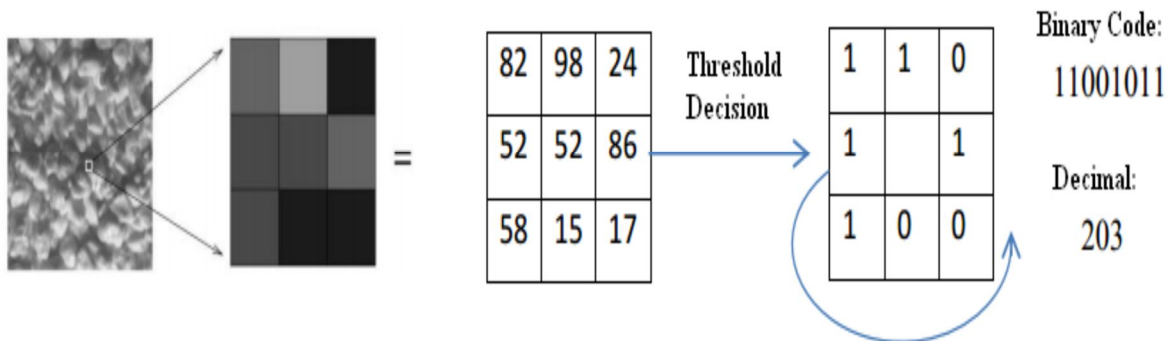 82 98 24
52 52 86
58 15 17
=
Threshold
Decision
1 1 0
1 1
1 0 0
Binary Code:
11001011
Decimal:
203